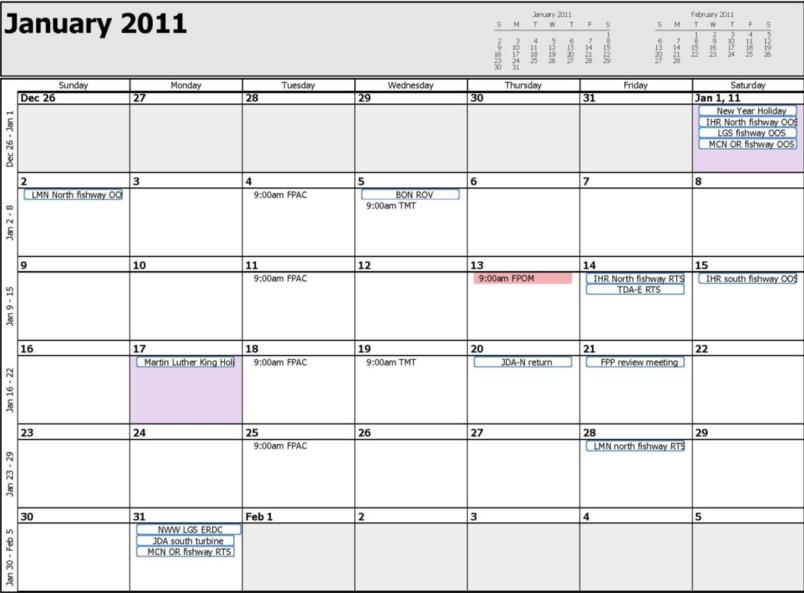 January 2011
January 2011
S M T W T F S
1
2 3 4 5 6 7 8
9 10 11 12 13 14 15
16 17 18 19 20 21 22
23 24 25 26 27 28 29
30 31
February 2011
S M T W T F S
1 2 3 4 5
6 7 8 9 10 11 12
13 14 15 16 17 18 19
20 21 22 23 24 25 26
27 28
Sunday Monday Tuesday Wednesday Thursday Friday Saturday
Dec 26 - Jan 1
Dec 26 27 28 29 30 31 Jan 1, 11
New Year Holiday
IHR North fishway OOS
LGS fishway OOS
MCN OR fishway OOS
Jan 2 - 8
2 3 4 5 6 7 8
LMN North fishway OO
9:00am FPAC
BON ROV
9:00am TMT
Jan 9 - 15
9 10 11 12 13 14 15
9:00am FPAC
9:00am FPOM
IHR North fishway RTS
TDA-E RTS
IHR south fishway OOS
Jan 16 - 22
16 17 18 19 20 21 22
Martin Luther King Holi
9:00am FPAC
9:00am TMT
JDA-N return
FPP review meeting
Jan 23 - 29
23 24 25 26 27 28 29
9:00am FPAC
LMN north fishway RTS
Jan 30 - Feb 5
30 31 Feb 1 2 3 4 5
NWW LGS ERDC
JDA south turbine
MCN OR fishway RTS